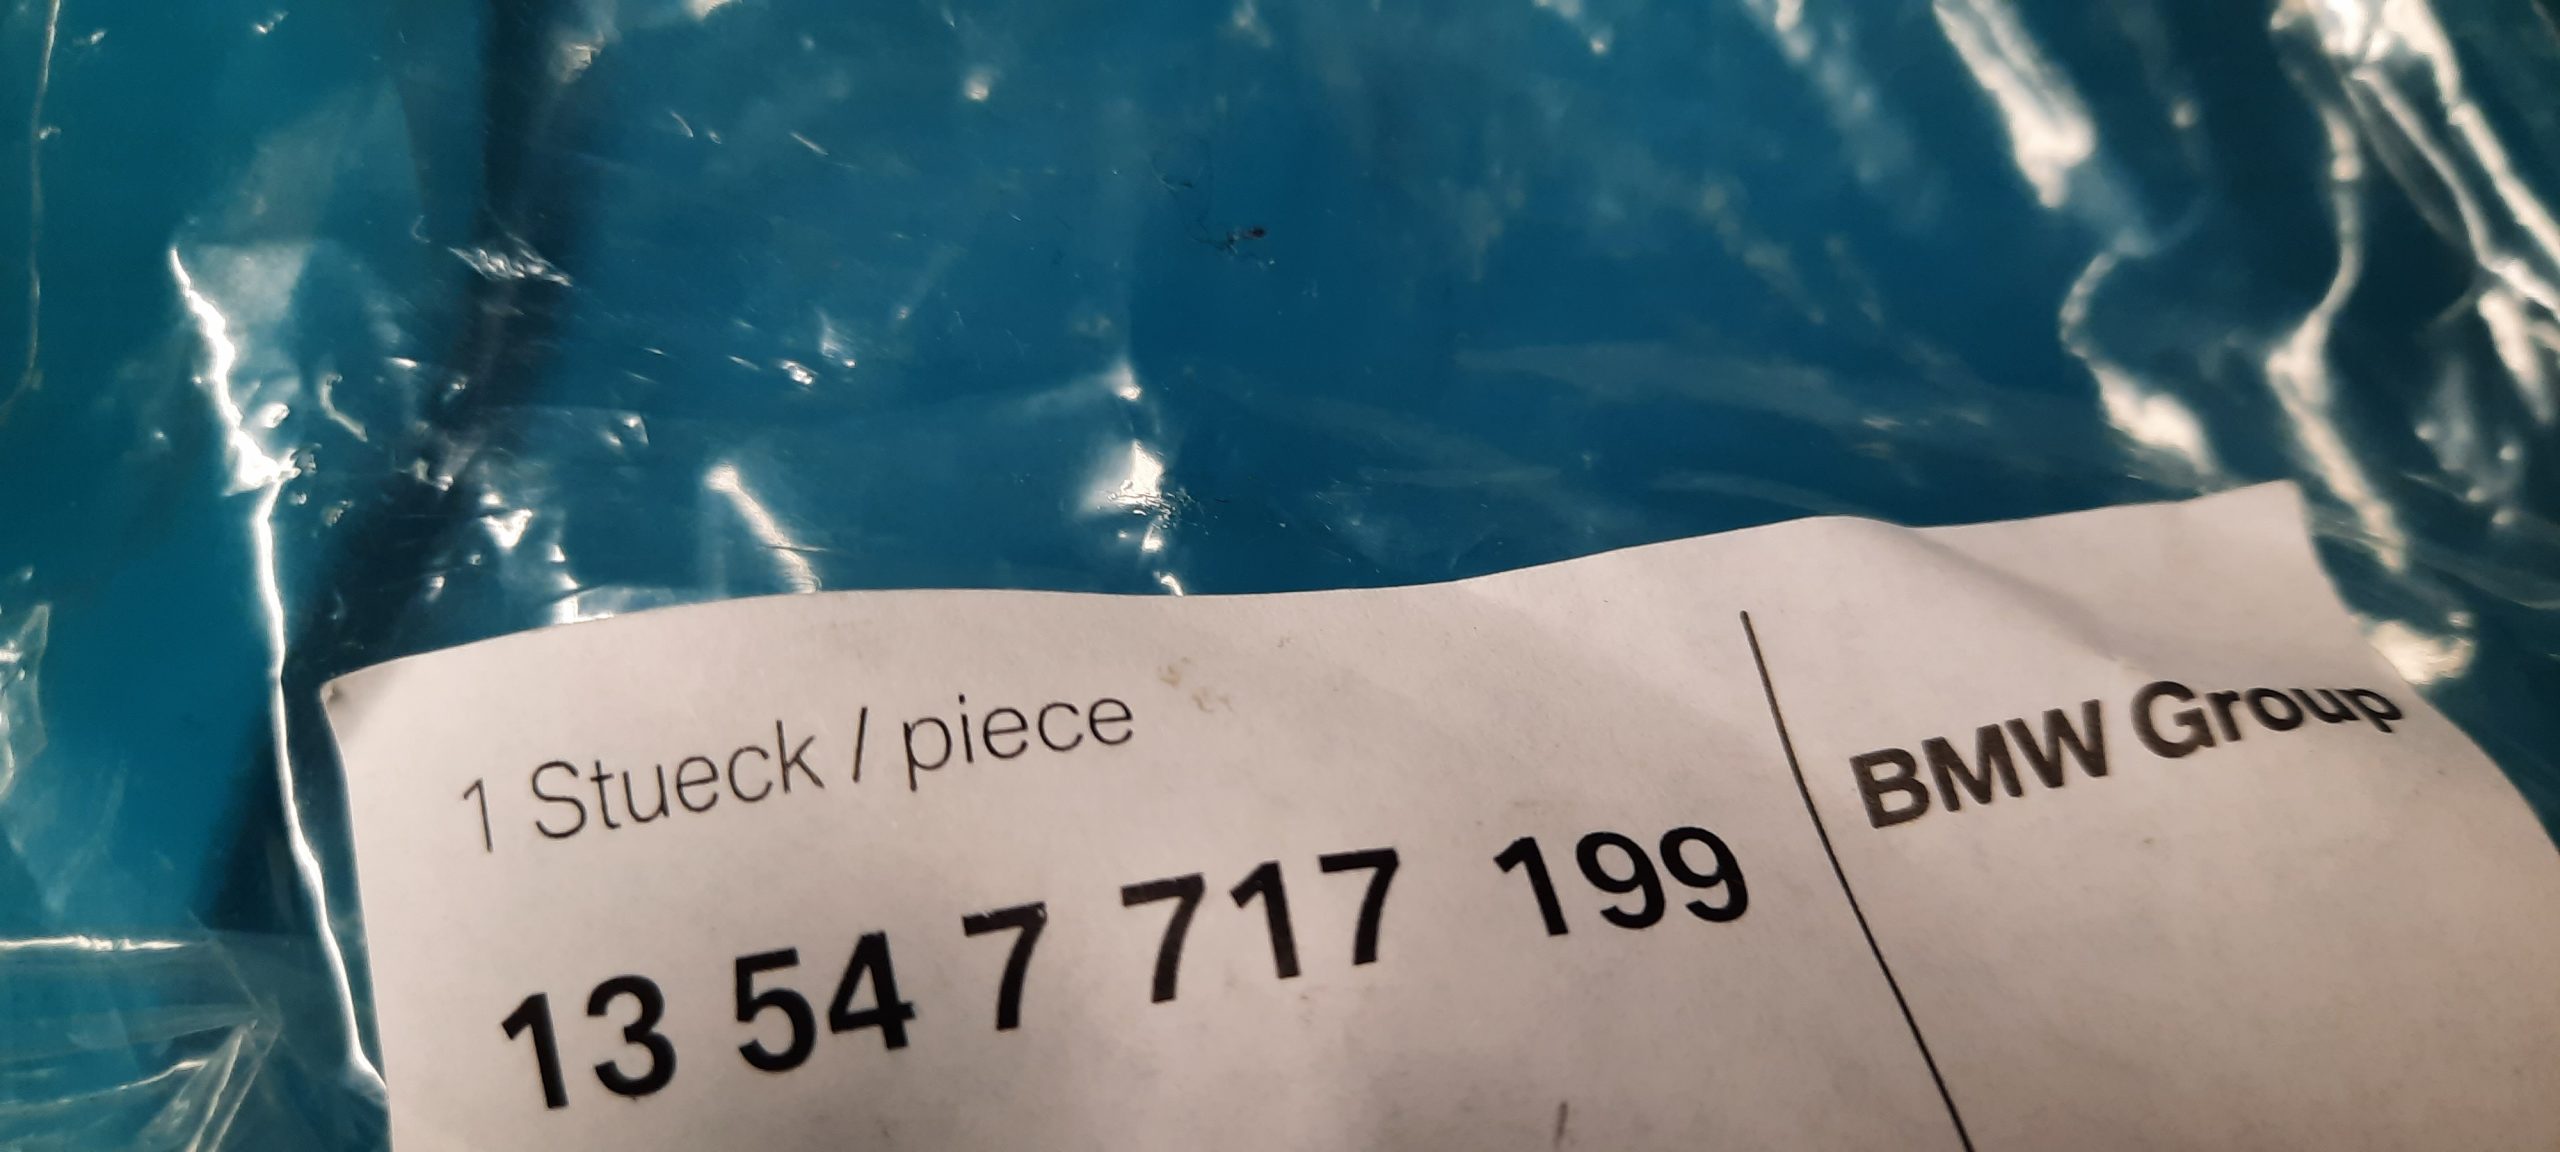 1 Stueck / piece
13 54 7 717 199
BMW Group